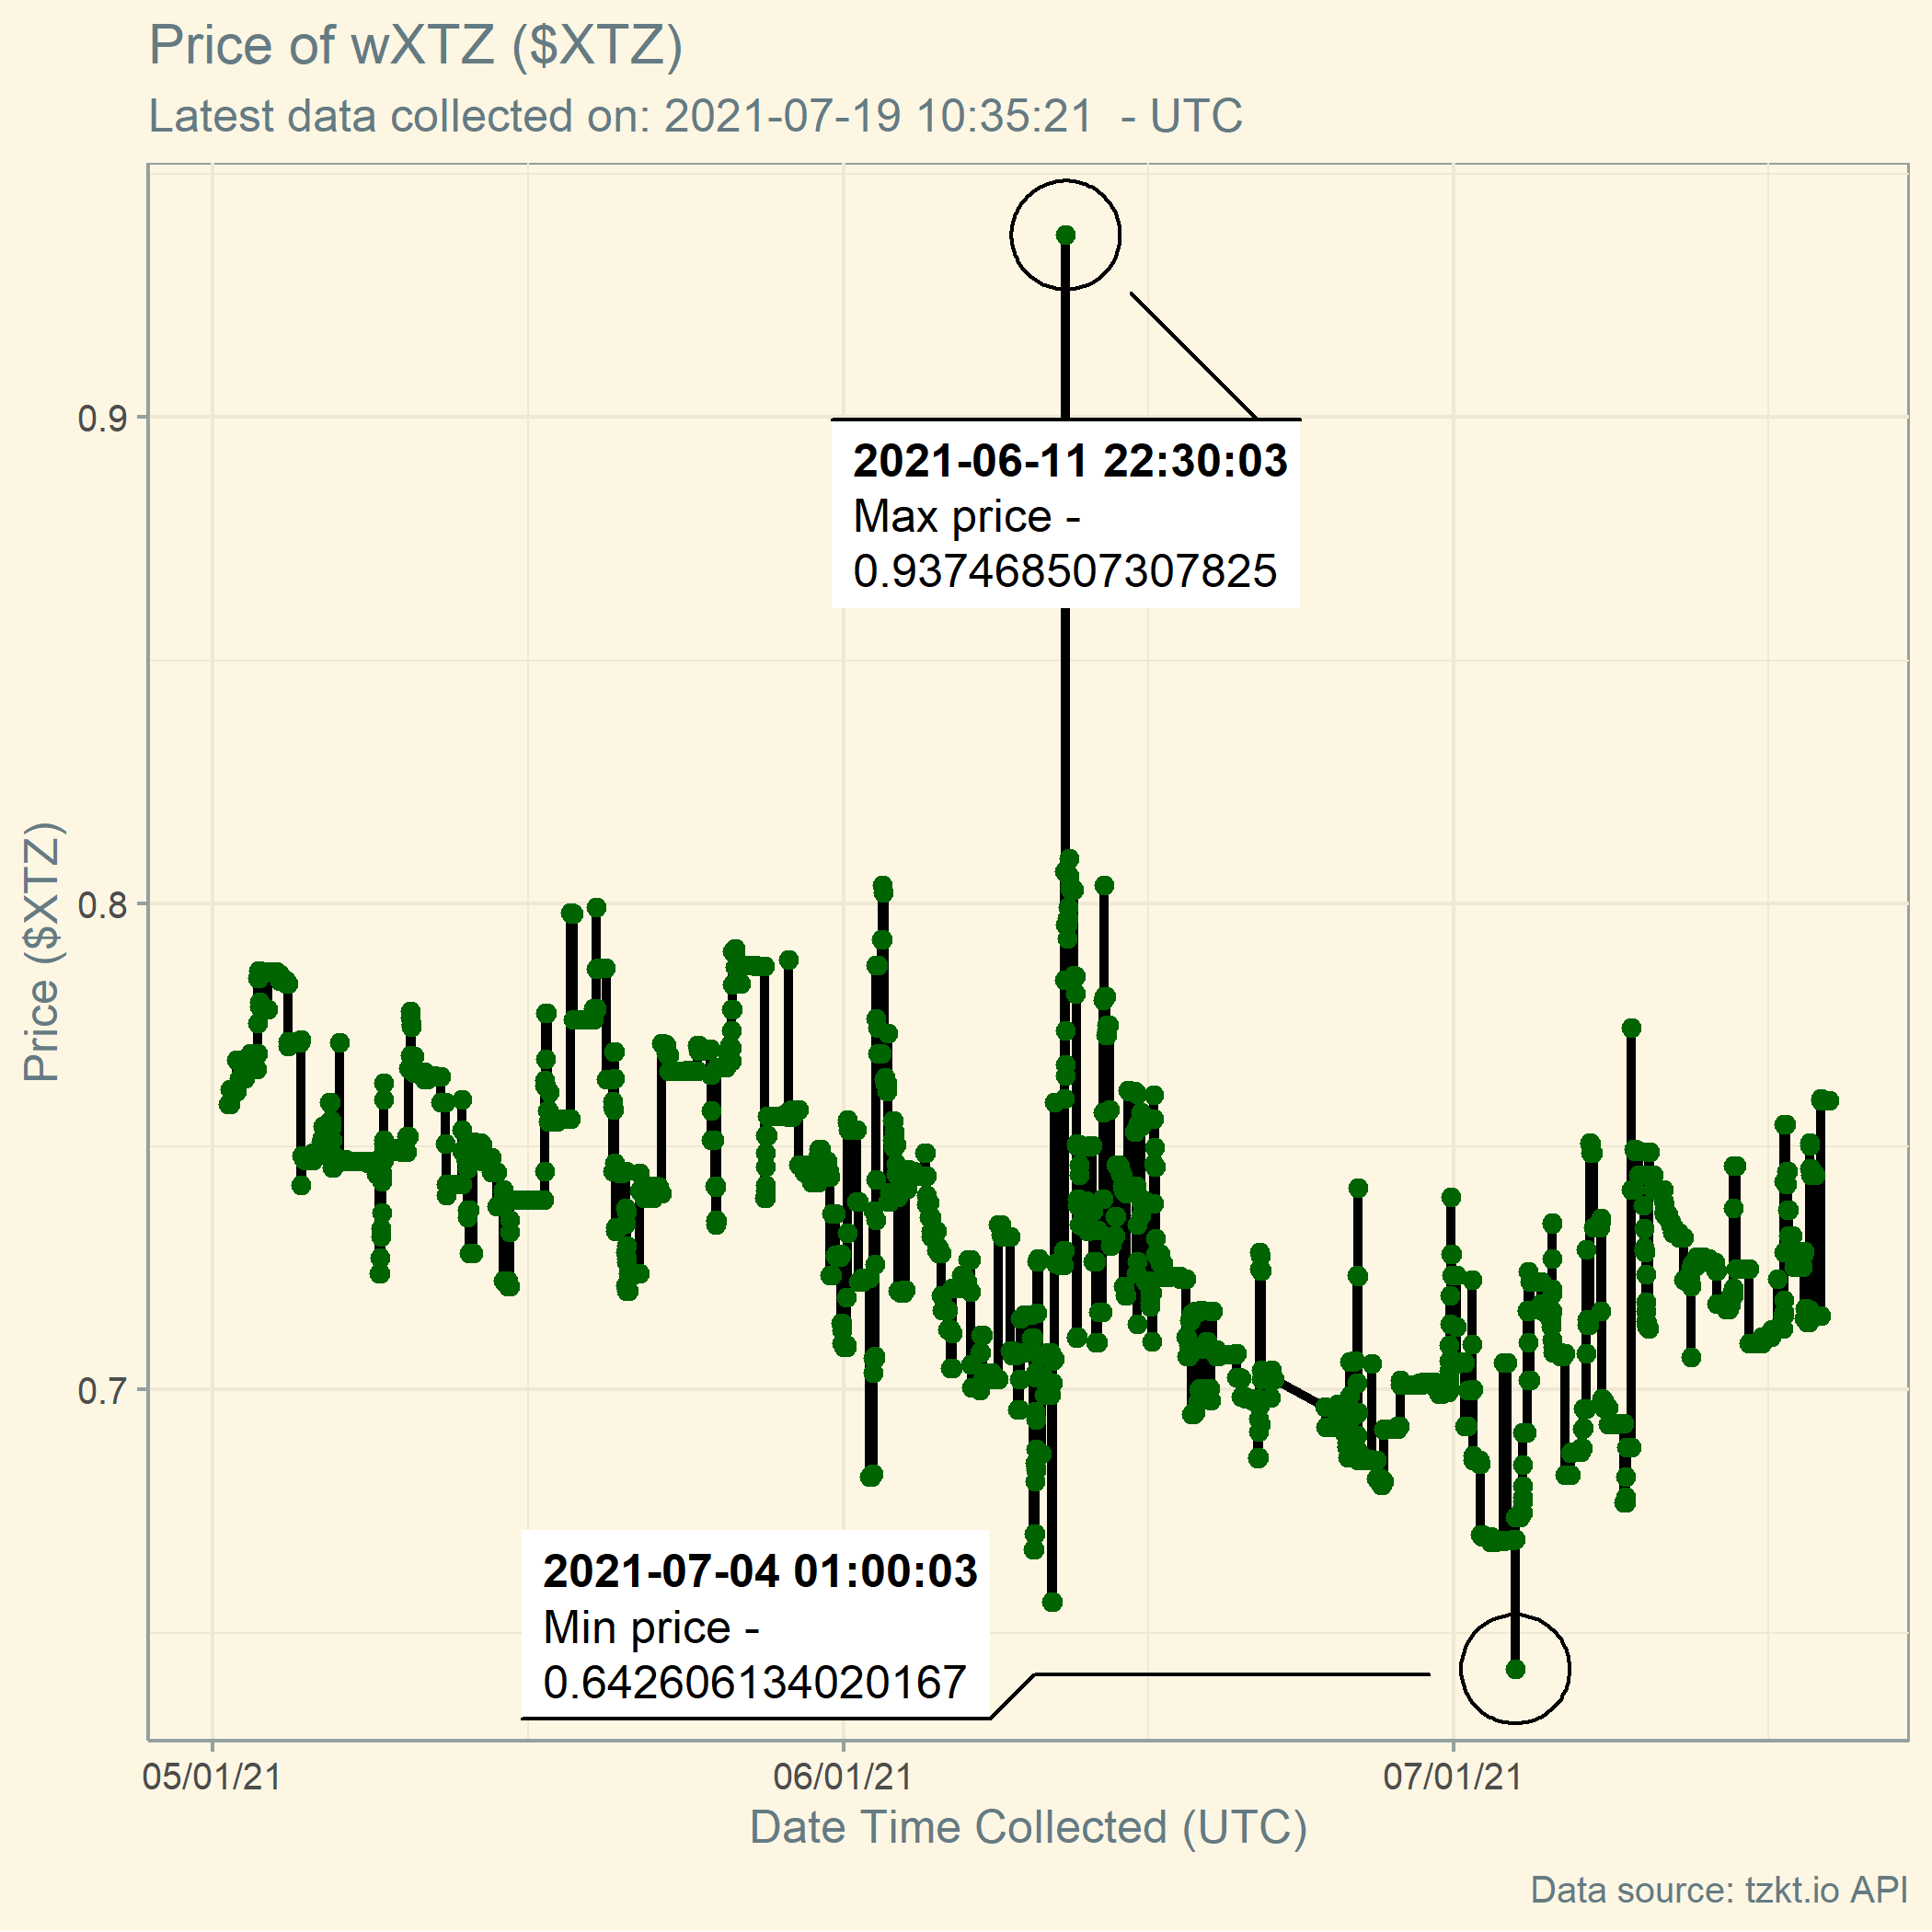 Price of wXTZ ($XTZ)
Latest data collected on: 2021-07-19 10:35:21  - UTC
2021-06-11 22:30:03
Max price -
0.937468507307825
2021-07-04 01:00:03
Min price -
0.642606134020167
Price ($XTZ)
0.9
0.8
0.7
05/01/21
06/01/21
07/01/21
Date Time Collected (UTC)
Data source: tzkt.io API